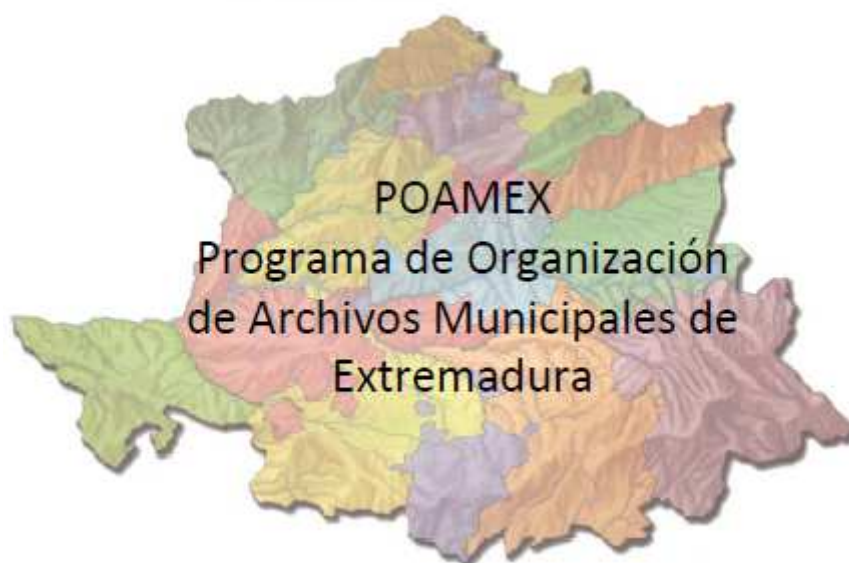 POAMEX
Programa de Organización
de Archivos Municipales de
Extremadura